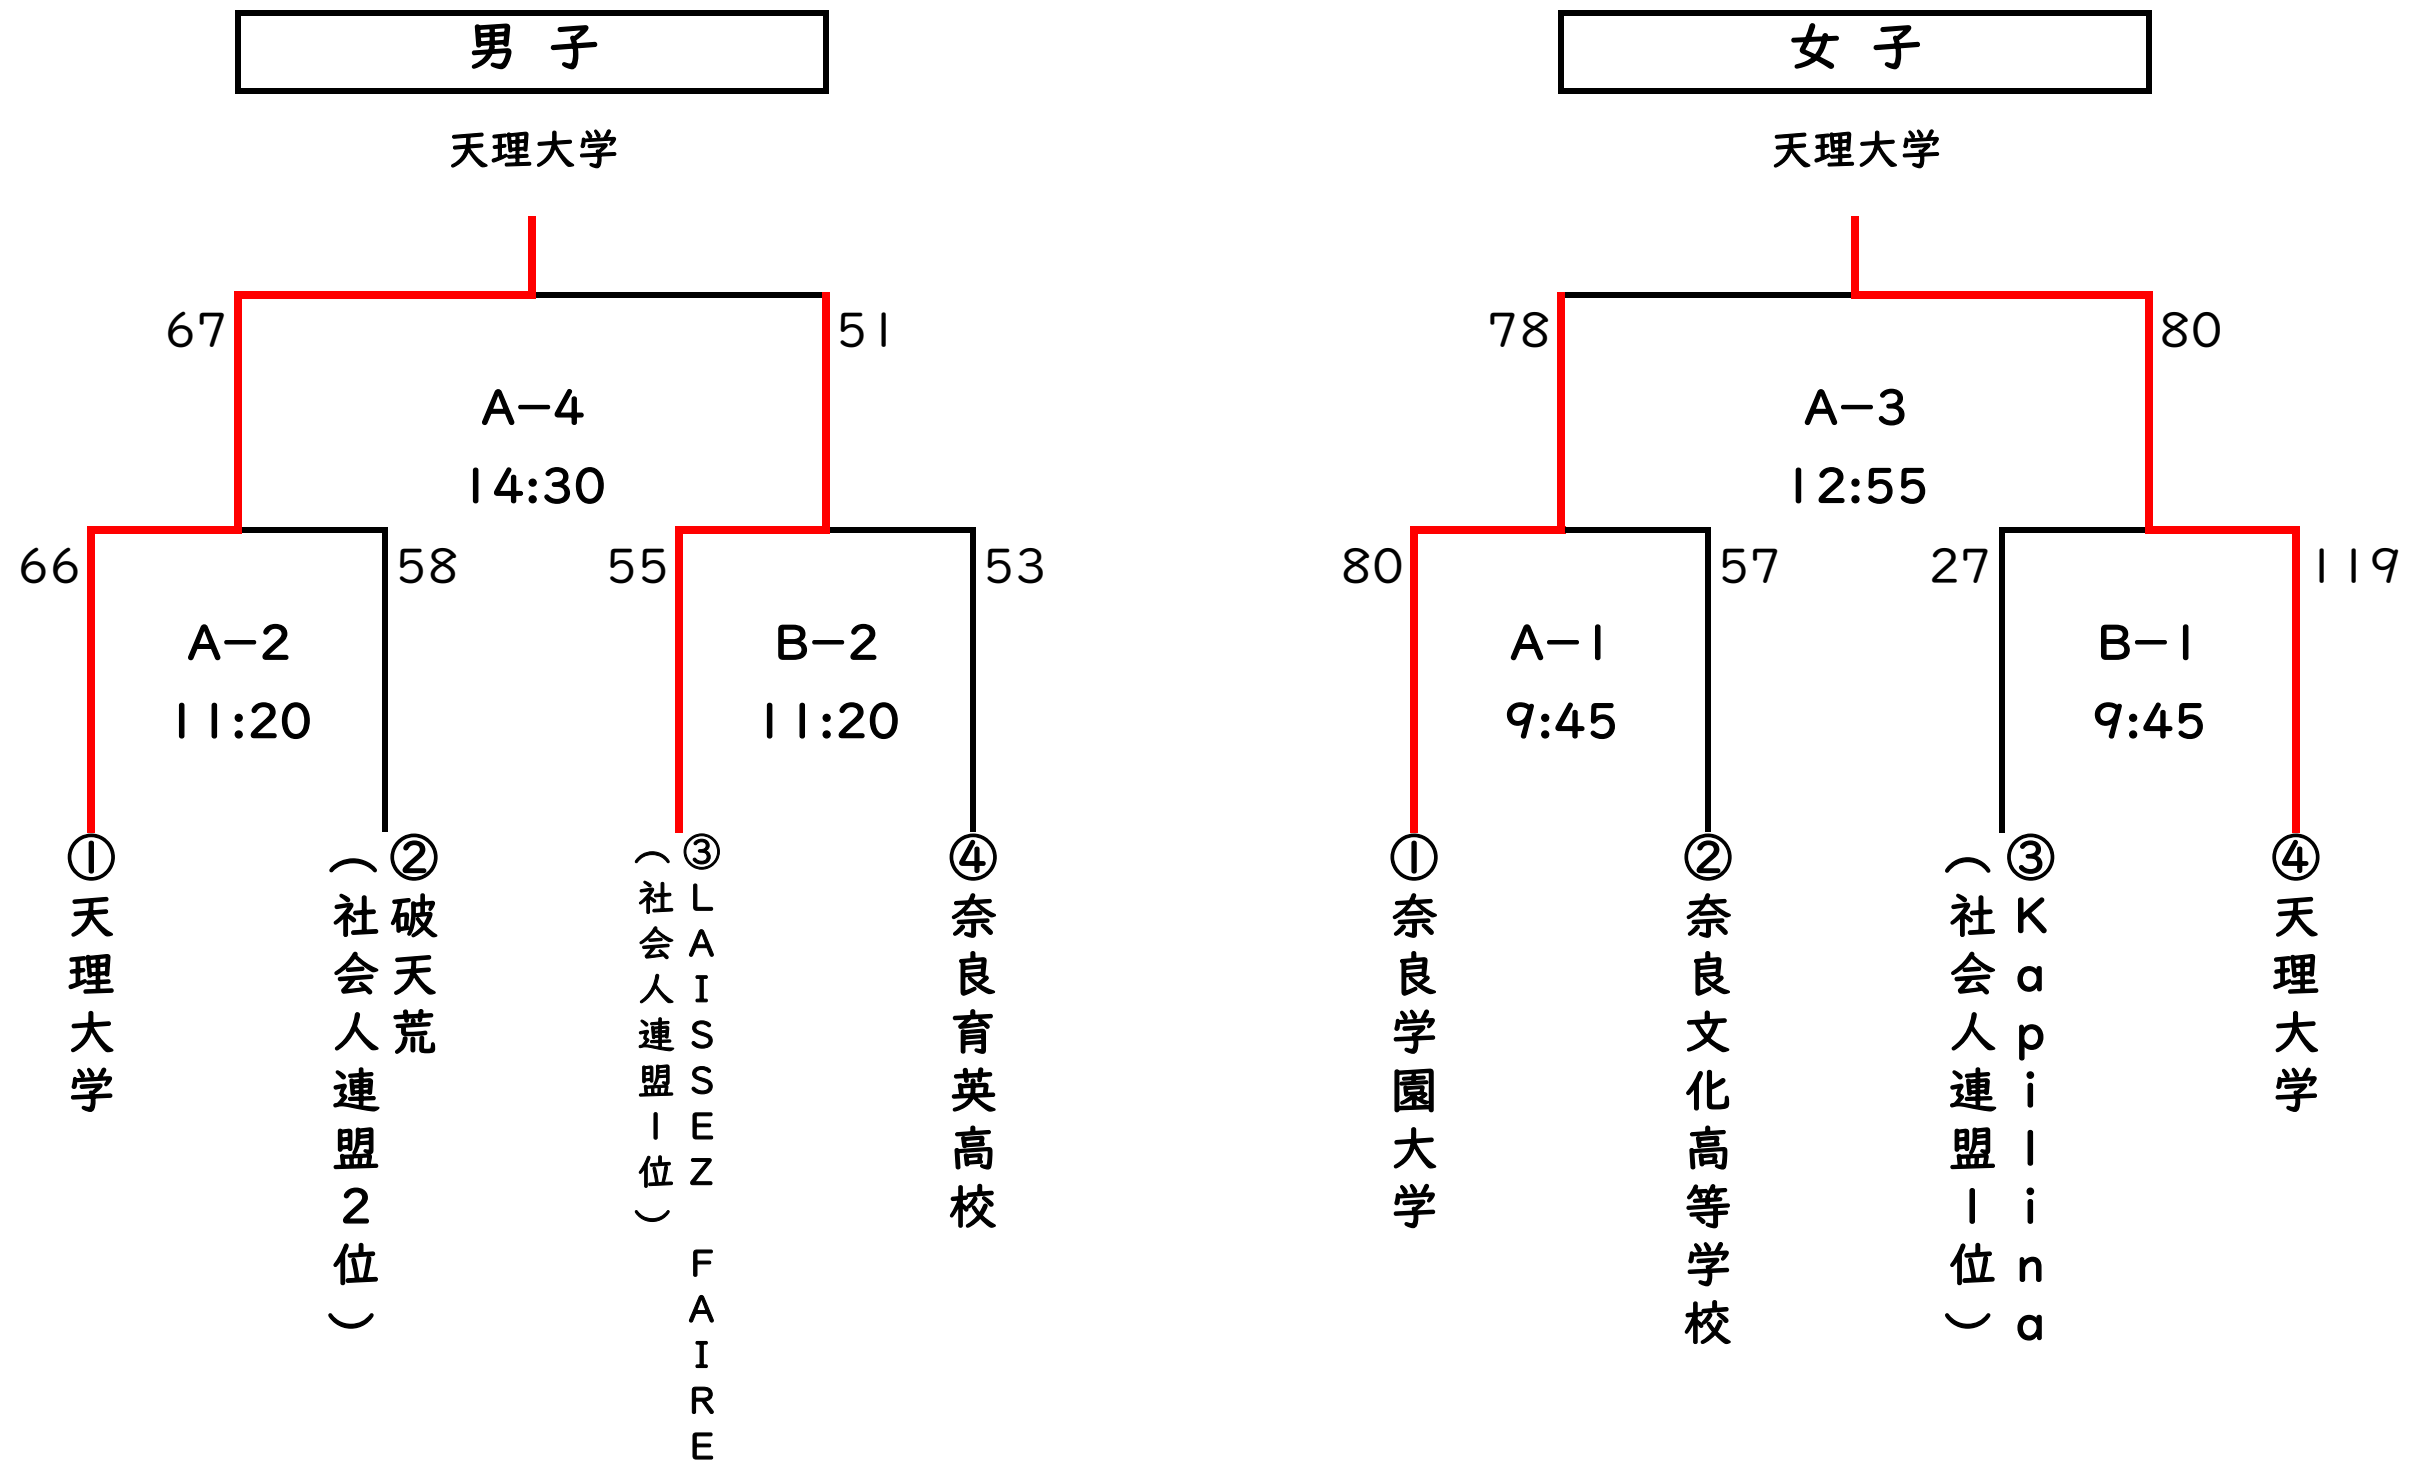 男 子
天理大学
67
51
A－4
14:30
66
58
55
53
A－2
11:20
B－2
11:20
①天理大学
②破天荒
（社会人連盟2位）
③LAISSEZ FAIRE
（社会人連盟1位）
④奈良育英高校
女 子
天理大学
78
80
A－3
12:55
80
57
27
119
A－1
9:45
B－1
9:45
①奈良学園大学
②奈良文化高等学校
③Kapilina
（社会人連盟1位）
④天理大学